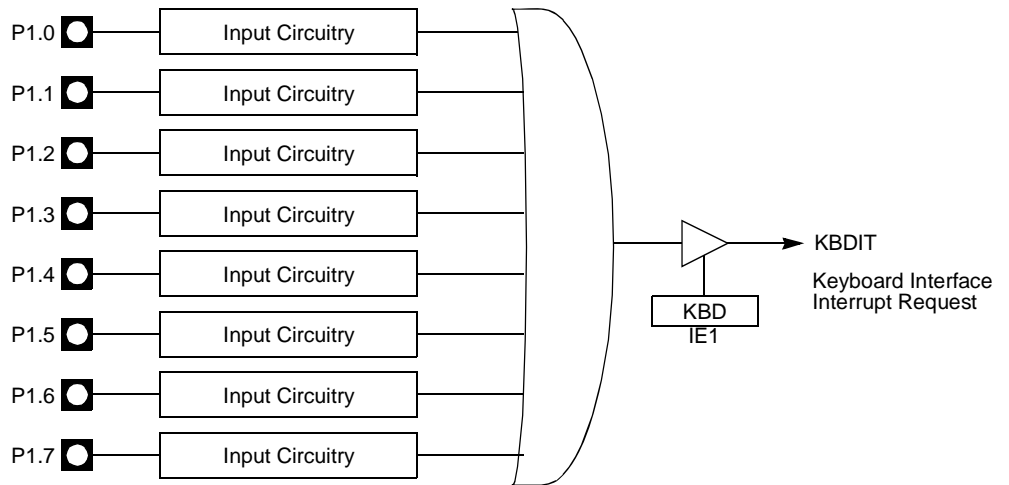 P1.0 Input Circuitry
P1.1 Input Circuitry
P1.2 Input Circuitry
P1.3 Input Circuitry
P1.4 Input Circuitry
P1.5 Input Circuitry
P1.6 Input Circuitry
P1.7 Input Circuitry
KBDIT
Keyboard Interface
Interrupt Request
KBD
IE1